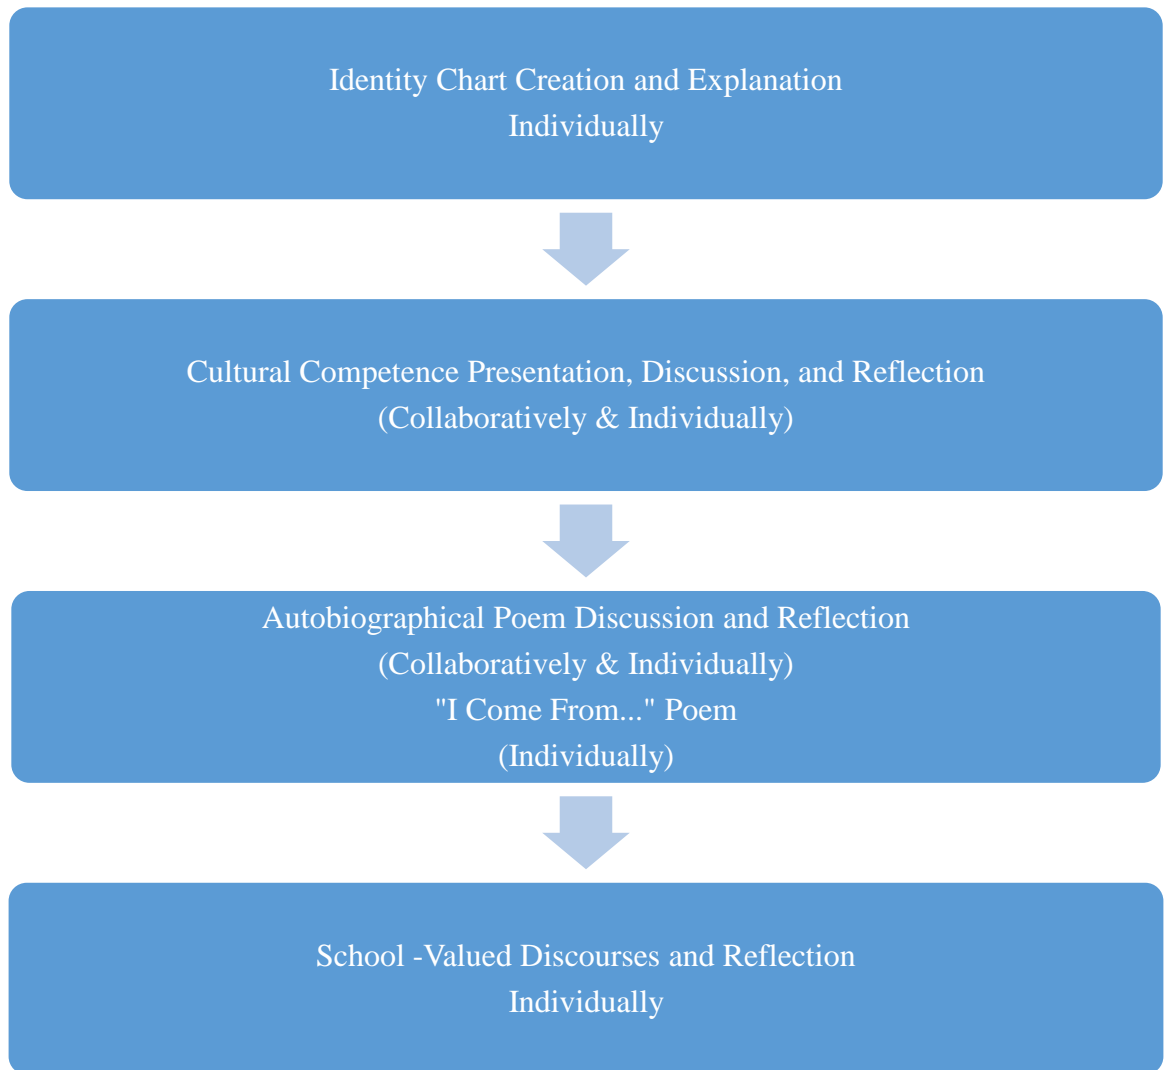 Identity Chart Creation and Explanation
Individually
Cultural Competence Presentation, Discussion, and Reflection
(Collaboratively & Individually)
Autobiographical Poem Discussion and Reflection
(Collaboratively & Individually)
"I Come From..." Poem
(Individually)
School -Valued Discourses and Reflection
Individually